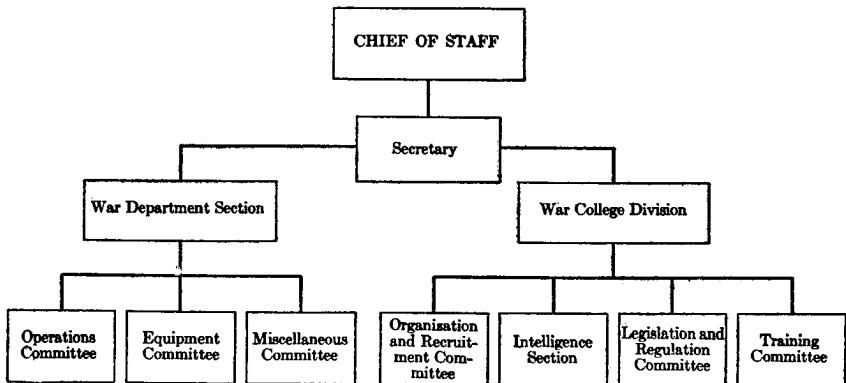 CHIEF OF STAFF
Secretary
War Department Section
War College Division
Operations
Committee
Equipment
Committee
Miscellaneous
Committee
Organization
and Recruit-
ment Com-
mittee
Intelligence
Section
Legislation and
Regulation
Committee
Training
Committee